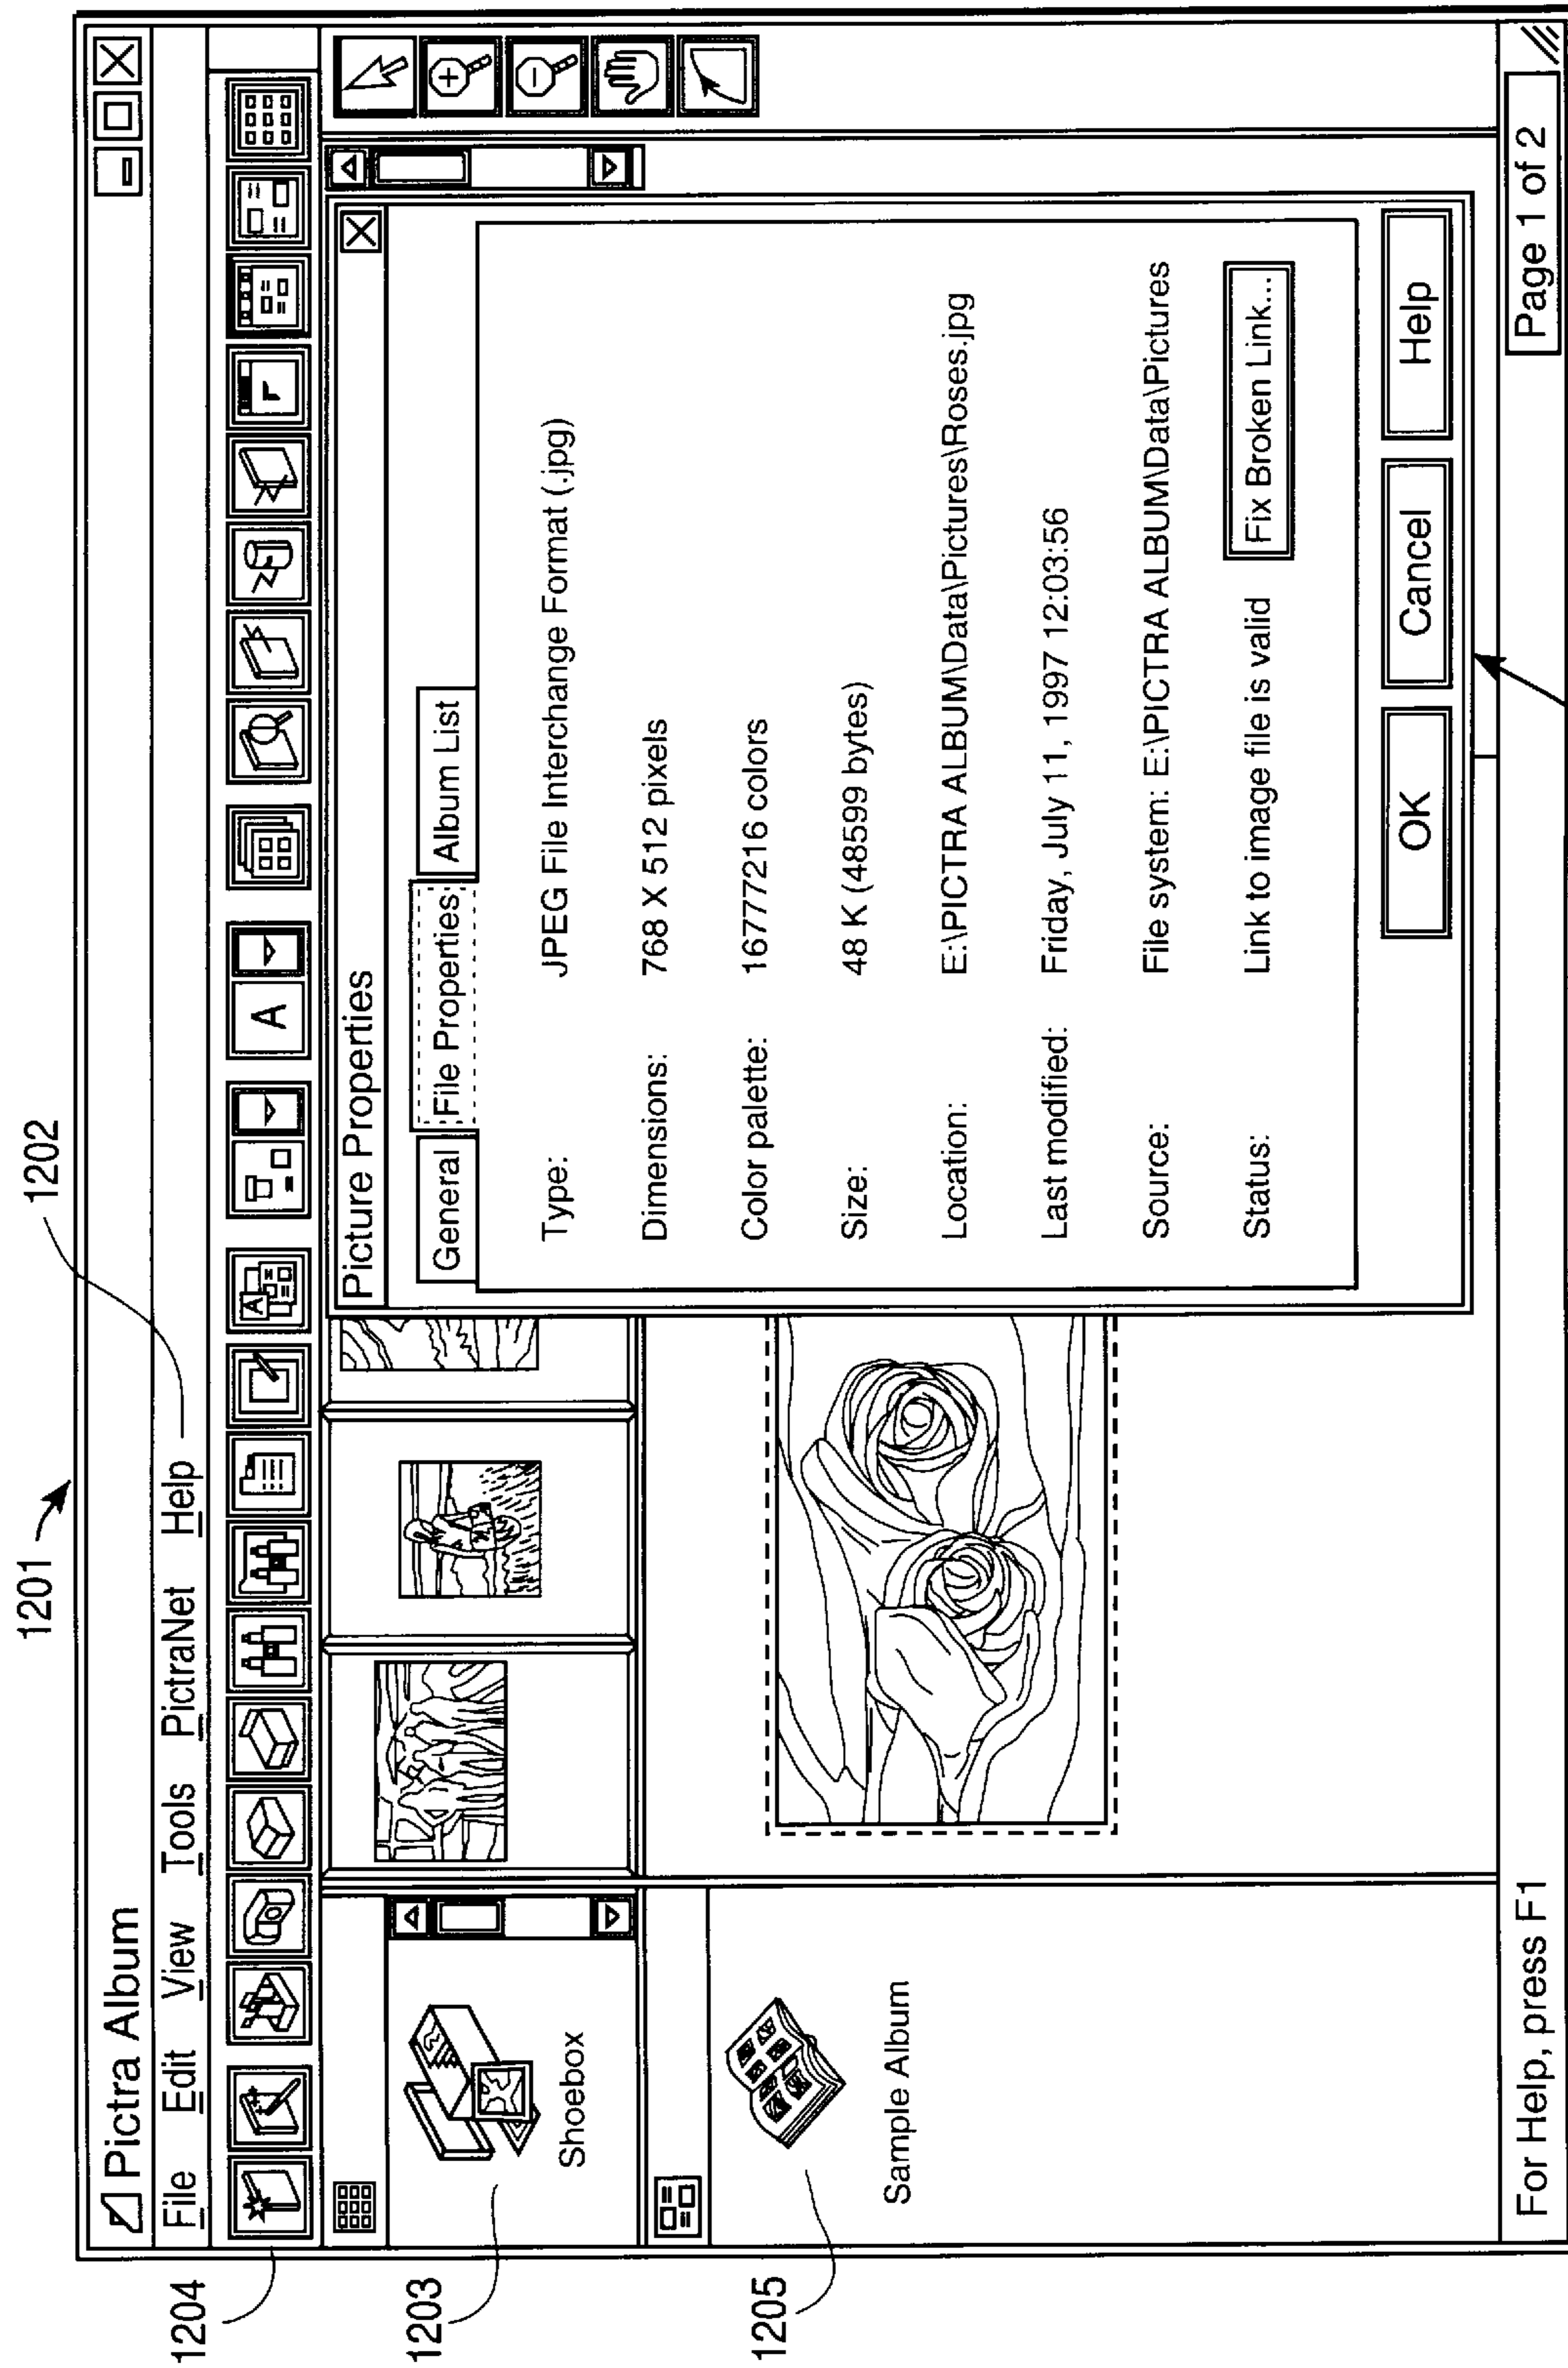 1201
1202
Pictra Album
File Edit View Tools PictraNet Help
1204
A
A
Picture Properties
General File Properties Album List
Type: JPEG File Interchange Format (.jpg)
Dimensions: 768 X 512 pixels
Color palette: 16777216 colors
Size: 48 K (48599 bytes)
Location: E:\PICTRA ALBUM\Data\Pictures\Roses.jpg
Last modified: Friday, July 11, 1997 12:03:56
Source: File system: E:\PICTRA ALBUM\Data\Pictures
Status: Link to image file is valid Fix Broken Link...
OK Cancel Help
1203
Shoebox
1205
Sample Album
For Help, press F1
Page 1 of 2